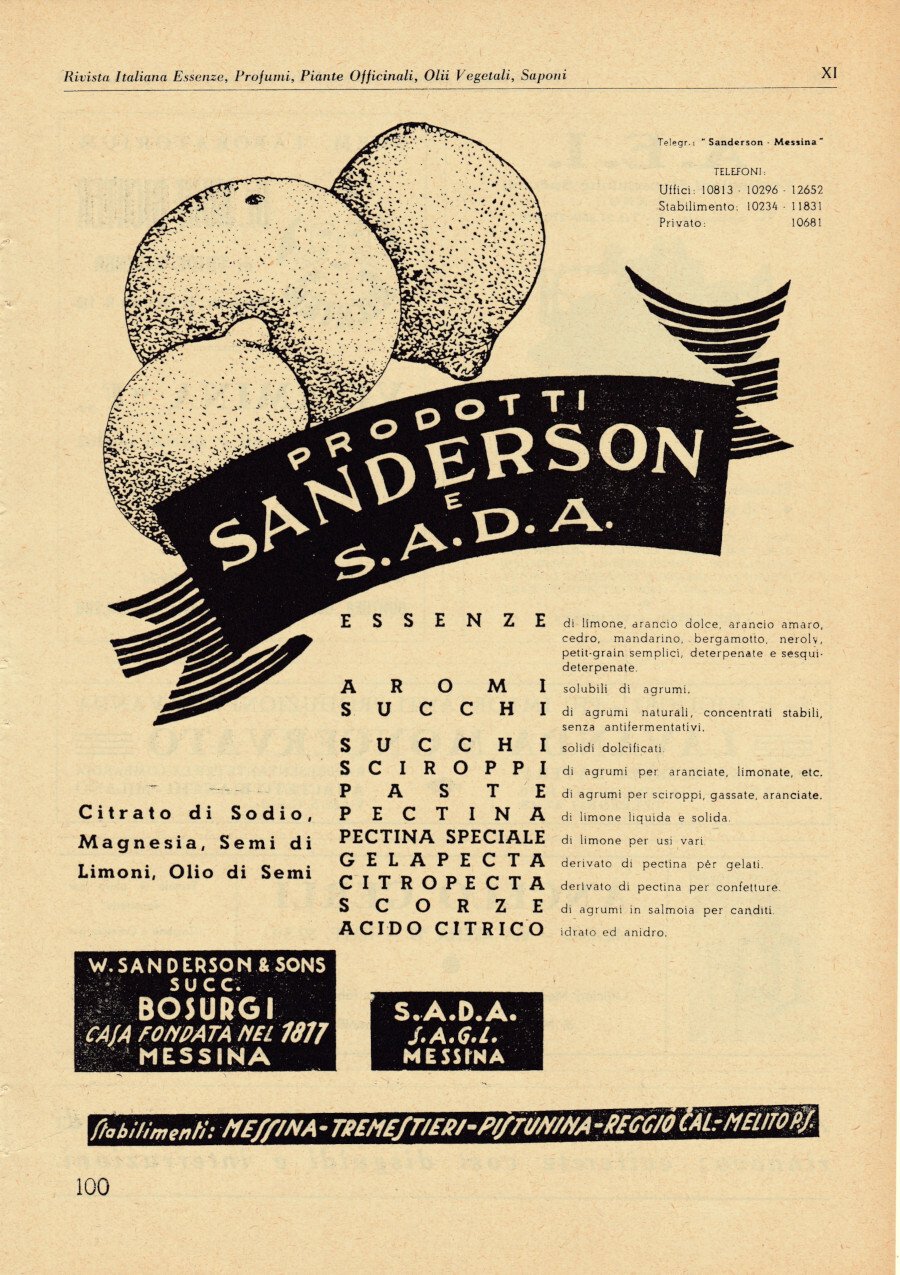 Rivista Italiana Essenze, Profumi, Piante Officinali, Olii Vegetali, Saponi
XI
Telegr.: "Sanderson - Messina"
TELEFONI:
Uffici: 10813 - 10296 - 12652
Stabilimento: 10234 - 11831
Privato: 10681
PRODOTTI
SANDERSON
E
S.A.D.A.
ESSENZE di limone, arancio dolce, arancio amaro,
cedro, mandarino, bergamotto, neroly,
petit-grain semplici, deterpenate e sesqui-
deterpenate.
AROMI solubili di agrumi.
SUCCHI di agrumi naturali, concentrati stabili,
senza antifermentativi.
SUCCHI solidi dolcificati.
SCIROPPI di agrumi per aranciate, limonate, etc.
PASTE di agrumi per sciroppi, gassate, aranciate.
PECTINA di limone liquida e solida.
PECTINA SPECIALE di limone per usi vari
GELAPECTA derivato di pectina pêr gelati.
CITROPECTA derivato di pectina per confetture.
SCORZE di agrumi in salmoia per canditi.
ACIDO CITRICO idrato ed anidro.
Citrato di Sodio,
Magnesia, Semi di
Limoni, Olio di Semi
W. SANDERSON & SONS
SUCC.
BOSURGI
CASA FONDATA NEL 1817
MESSINA
S.A.D.A.
S.A.G.L.
MESSINA
Stabilimenti: MESSINA-TREMESTIERI-PISTUNINA-REGGIO CAL-MELITO P.S.
100